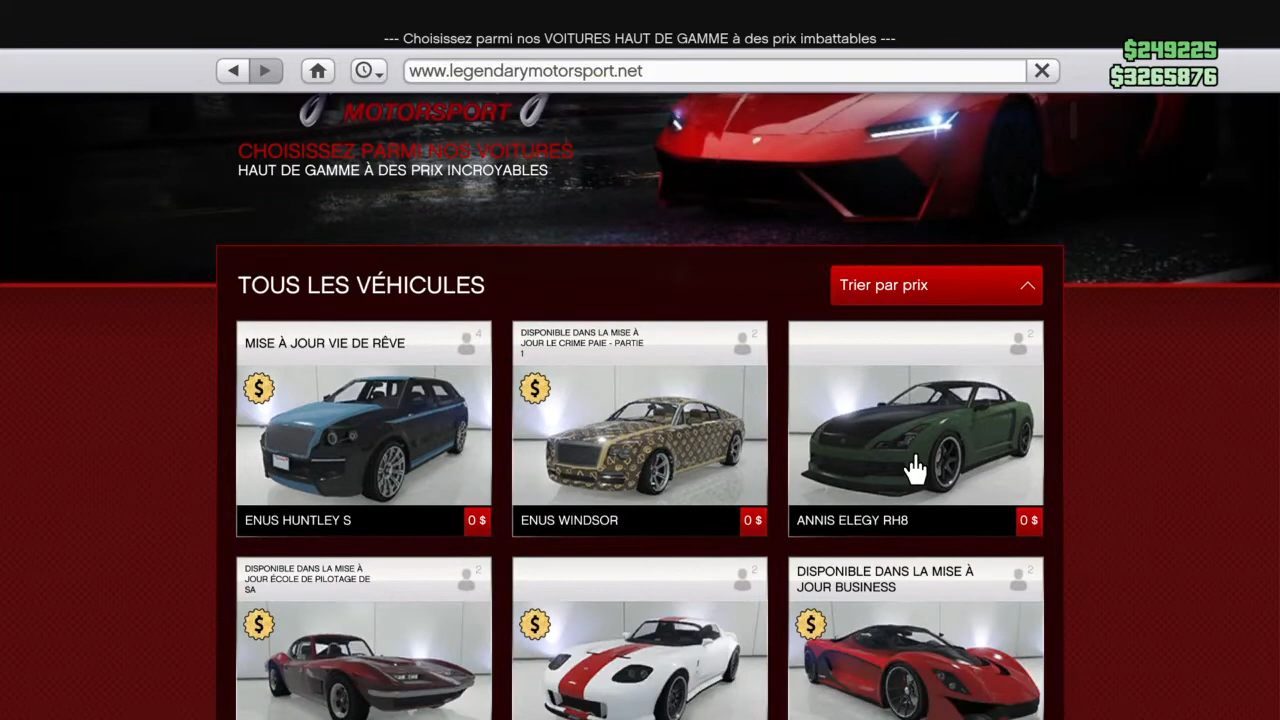 --- Choisissez parmi nos VOITURES HAUT DE GAMME à des prix imbattables ---
$249225
www.legendarymotorsport.net
$3265876
MOTORSPORT
CHOISISSEZ PARMI NOS VOITURES
HAUT DE GAMME À DES PRIX INCROYABLES
TOUS LES VÉHICULES
Trier par prix
MISE À JOUR VIE DE RÊVE
4
DISPONIBLE DANS LA MISE À
JOUR LE CRIME PAIE - PARTIE
1
2
2
$
$
ENUS HUNTLEY S
0 $
ENUS WINDSOR
0 $
ANNIS ELEGY RH8
0 $
DISPONIBLE DANS LA MISE À
JOUR ÉCOLE DE PILOTAGE DE
SA
2
2
DISPONIBLE DANS LA MISE À
JOUR BUSINESS
2
$
$
$